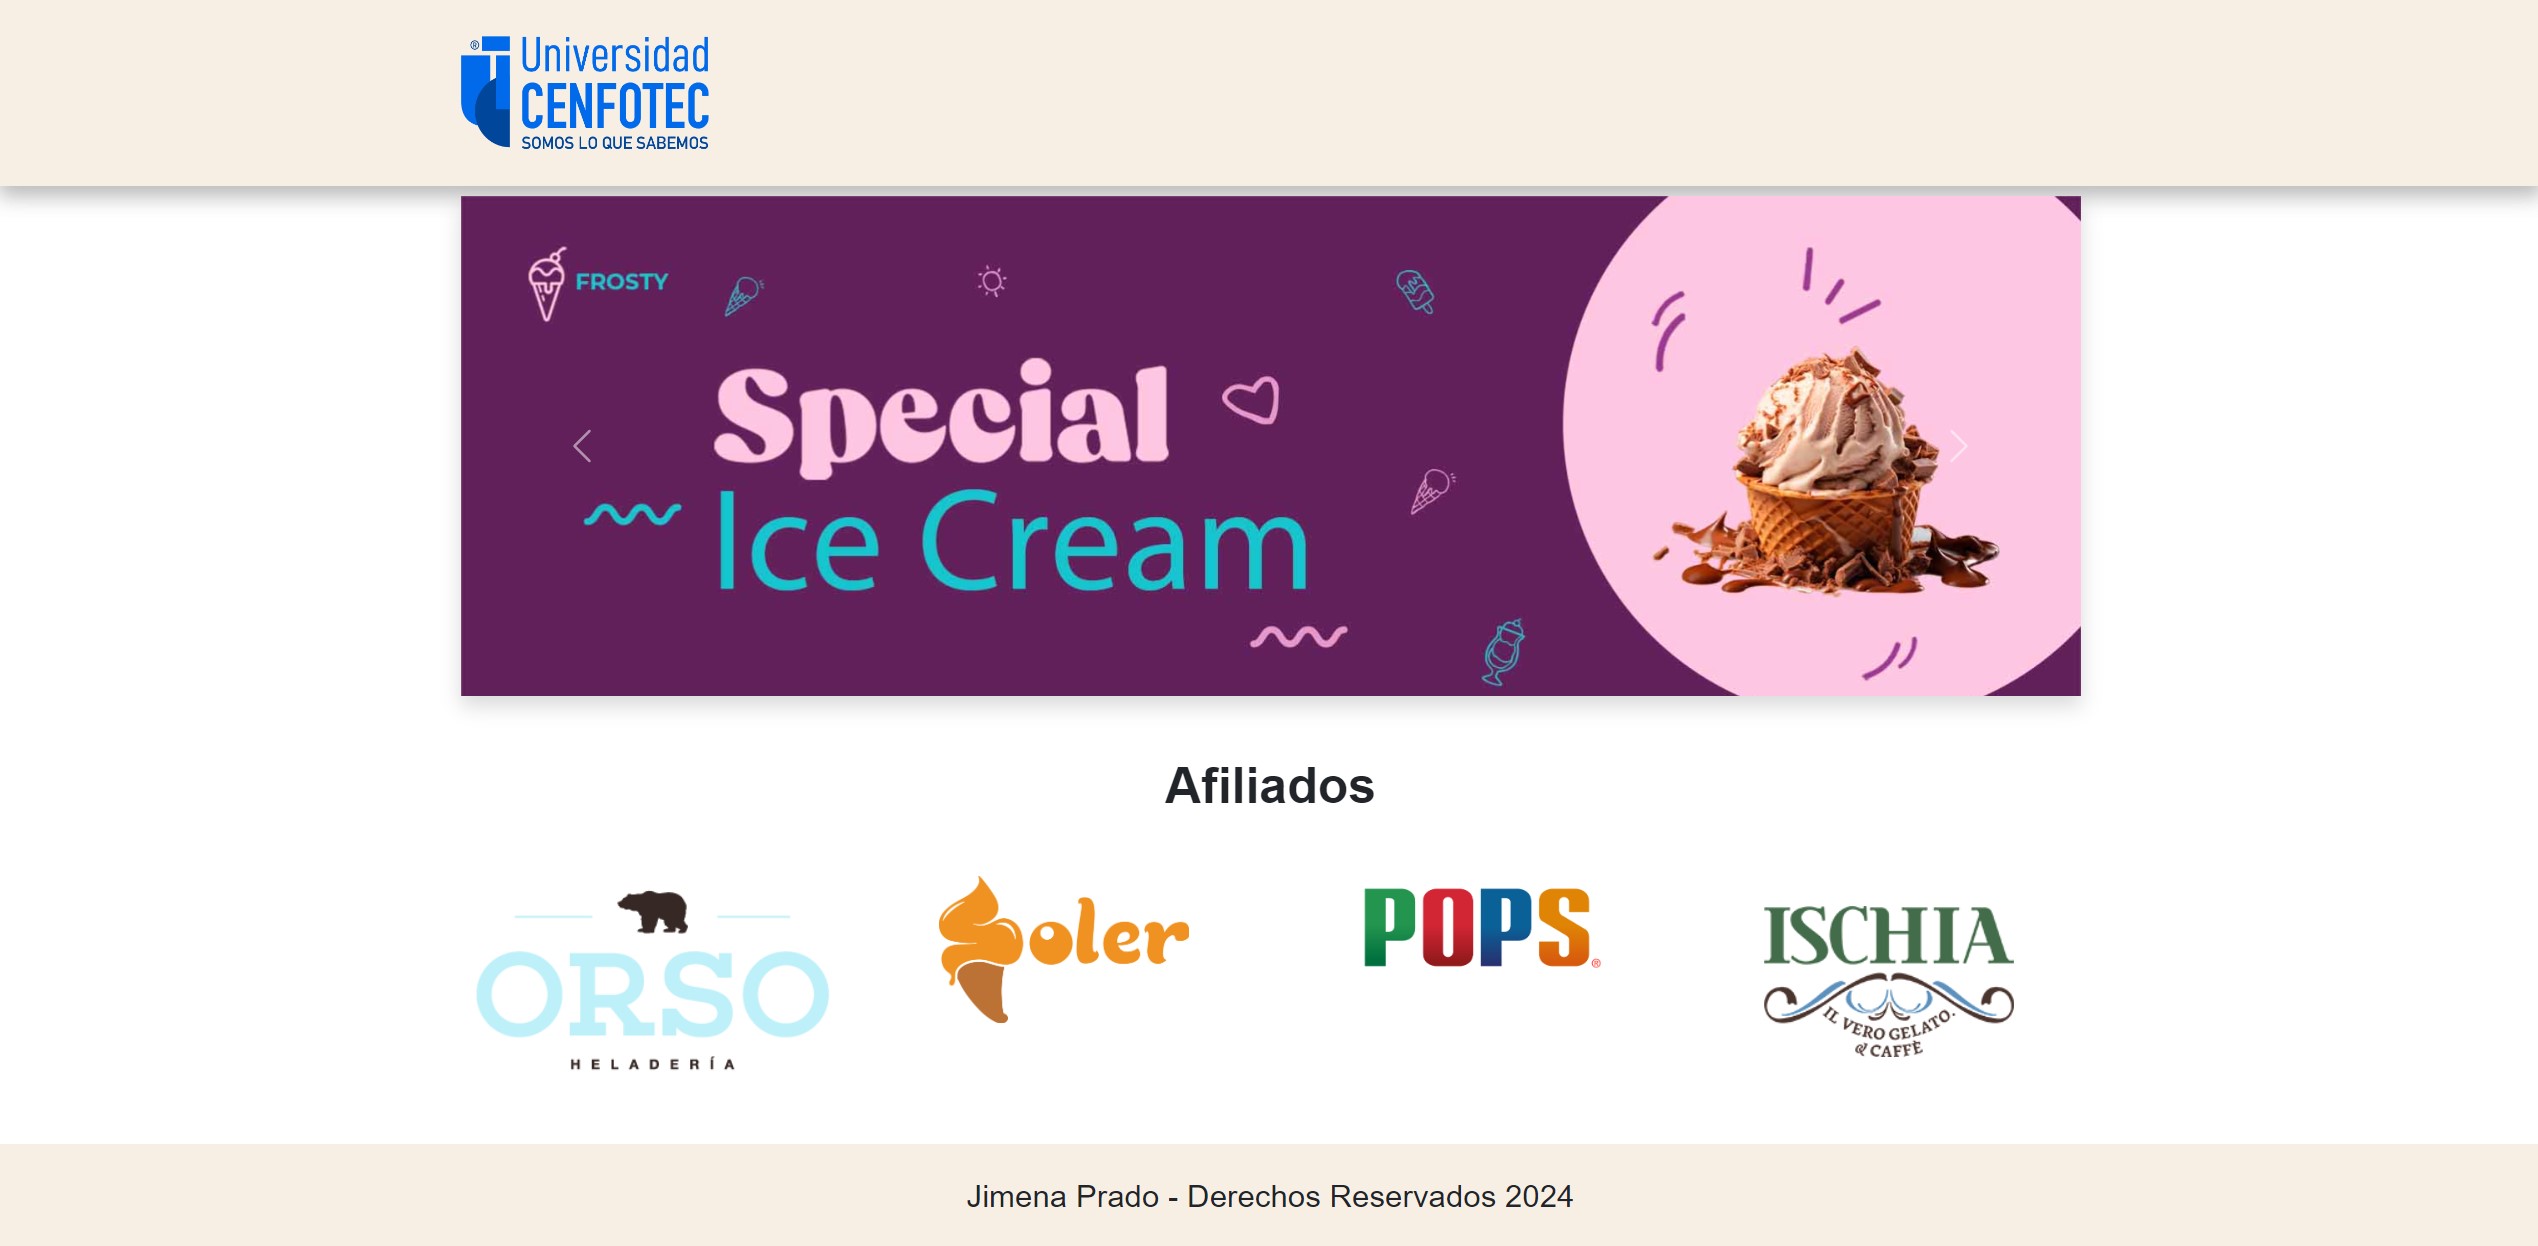 ®
Universidad
CENFOTEC
SOMOS LO QUE SABEMOS
FROSTY
Special
Ice Cream
Afiliados
ORSO
HELADERÍA
Soler
POPS®
ISCHIA
IL VERO GELATO.
& CAFFÈ
Jimena Prado - Derechos Reservados 2024